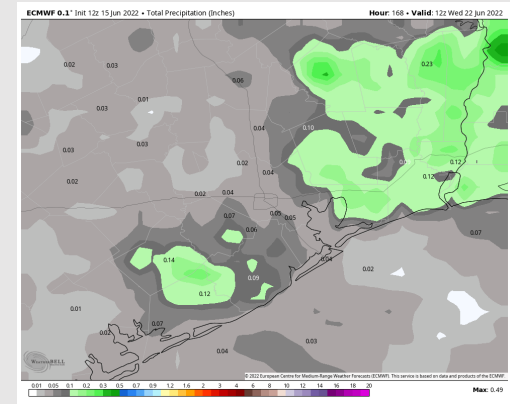 ECMWF 0.1° Init 12z 15 Jun 2022 • Total Precipitation (Inches) Hour: 168 • Valid: 12z Wed 22 Jun 2022
0.02 0.03 0.23
0.06
0.01
0.03
0.04 0.10
0.03 0.03
0.02 0.12
0.04
0.02 0.12
0.02 0.04
0.07 0.05 0.05
0.06 0.07
0.14 0.04
0.02
0.09
0.12
0.01
0.07
0.02
0.03
0.04
WeatherBELL
© 2022 European Centre for Medium-Range Weather Forecasts (ECMWF). This service is based on data and products of the ECMWF.
0.01 0.05 0.1 0.2 0.3 0.4 0.5 0.7 0.9 1.2 1.6 2 3 4 6 8 10 12 14 16 18 20
Max: 0.49